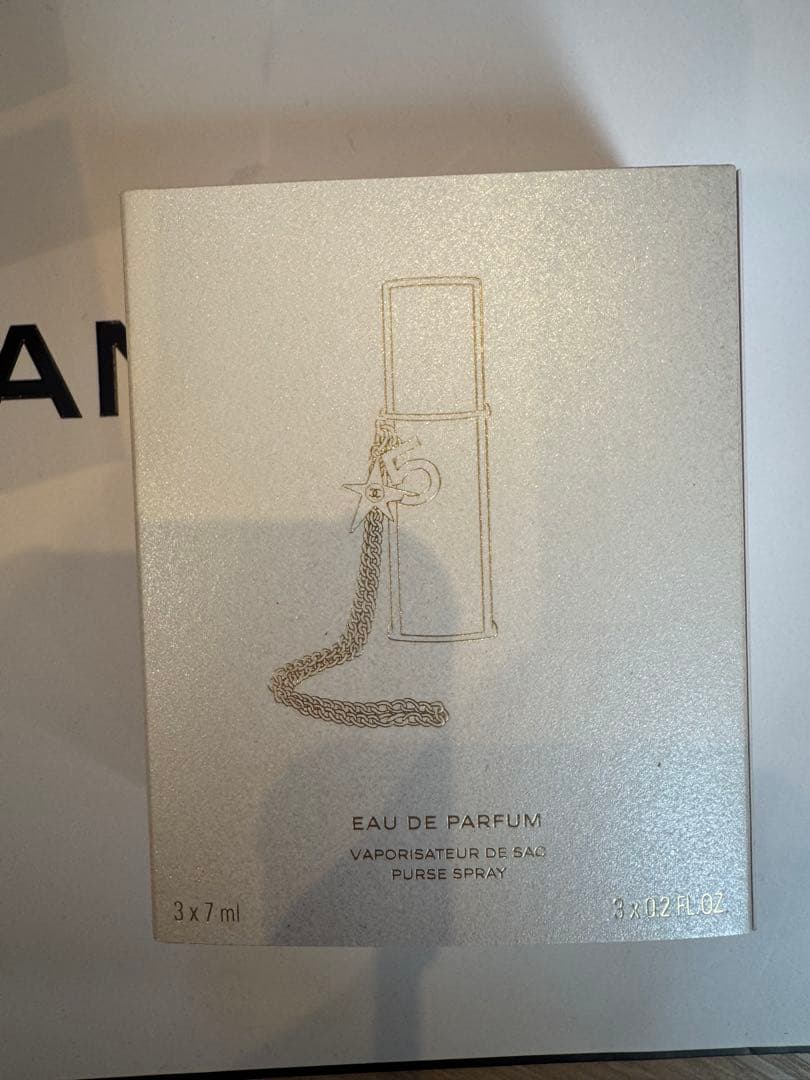 AN
5
EAU DE PARFUM
VAPORISATEUR DE SAC
PURSE SPRAY
3 x 7 ml
3 x 0.2 FL.OZ.